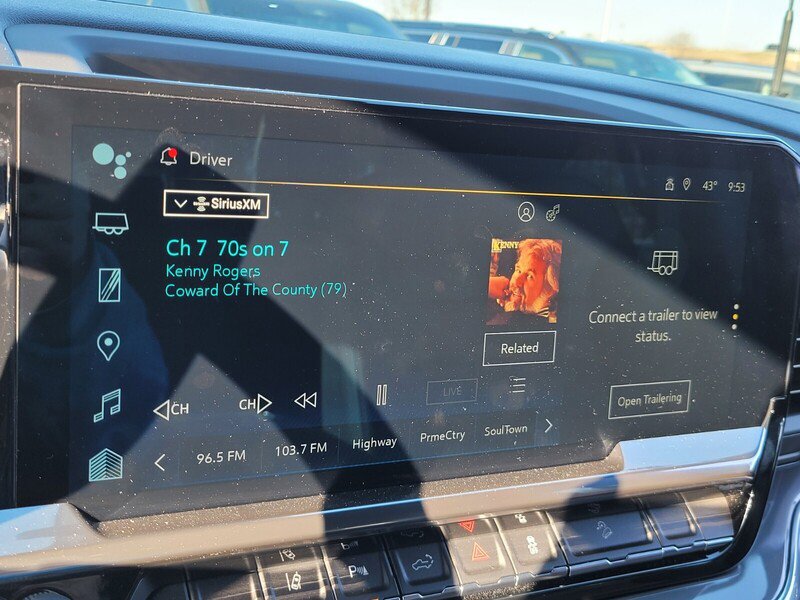 Driver
43° 9:53
SiriusXM
Ch 7 70s on 7
Kenny Rogers
Coward Of The County (79)
KENNY
Related
Connect a trailer to view
status.
Open Trailering
CH
CH
LIVE
96.5 FM
103.7 FM
Highway
PrmeCtry
SoulTown
P